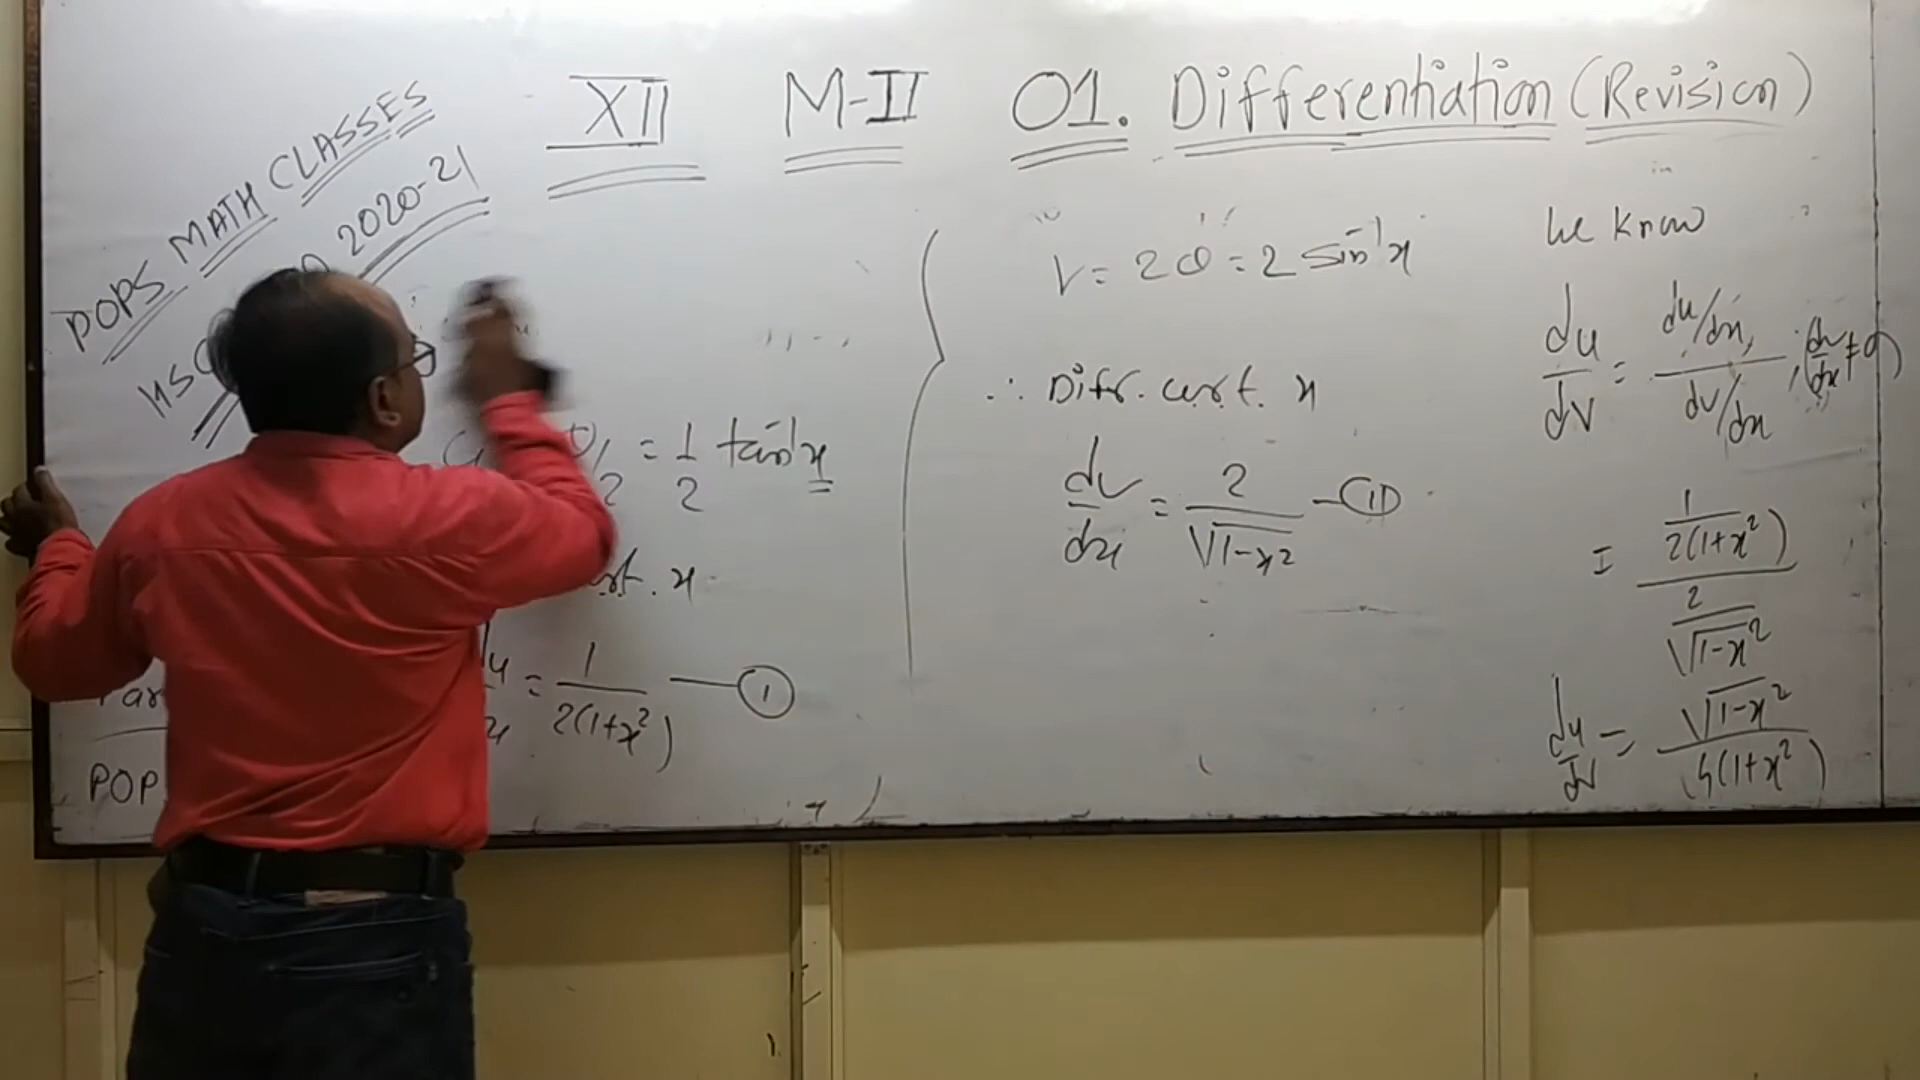 POPS MATH CLASSES
2020-21
XII M-II 01. Differentiation (Revision)
θ/2 = 1/2 tan⁻¹x
x
= 1/2(1+x²) — ①
POP
V = 2θ = 2 sin⁻¹x
∴ Diff. w.r.t. x
dv/dx = 2/√1-x² — ⑪
we know
du/dv = du/dx, / dv/dx ; (dv/dx ≠ 0)
= 1/2(1+x²) / 2/√1-x²
du/dv = √1-x² / 4(1+x²)